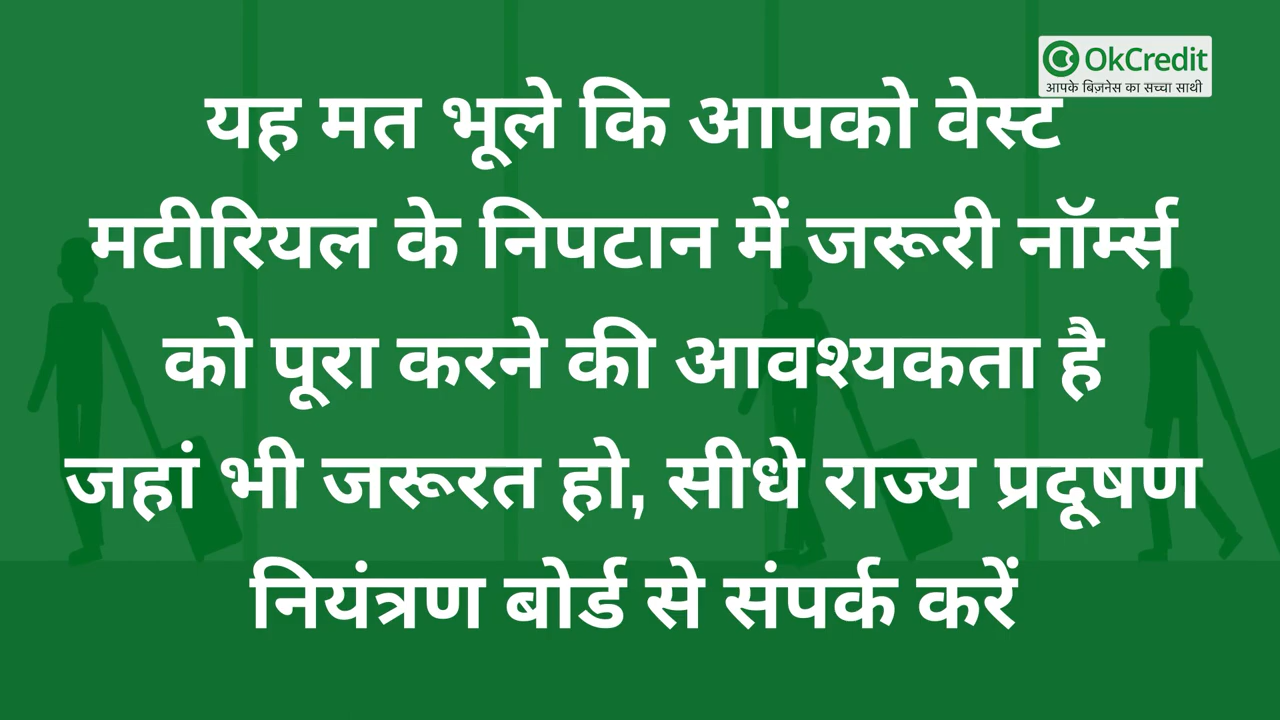 OkCredit
आपके बिज़नेस का सच्चा साथी
यह मत भूले कि आपको वेस्ट
मटीरियल के निपटान में जरूरी नॉर्म्स
को पूरा करने की आवश्यकता है
जहां भी जरूरत हो, सीधे राज्य प्रदूषण
नियंत्रण बोर्ड से संपर्क करें